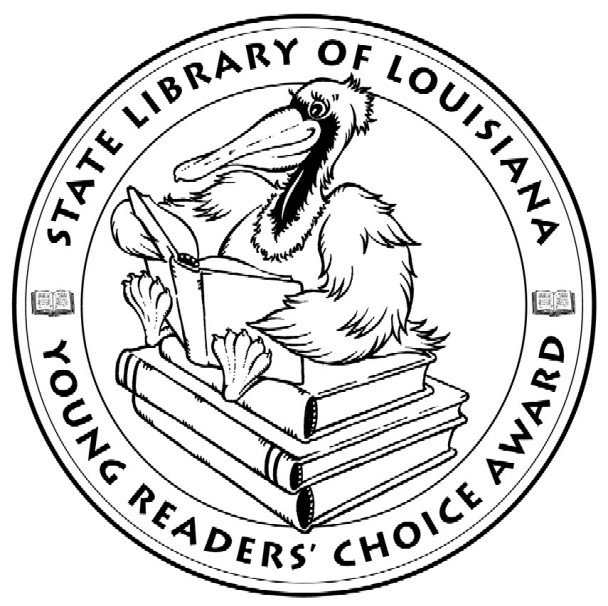 STATE LIBRARY OF LOUISIANA
YOUNG READERS' CHOICE AWARD